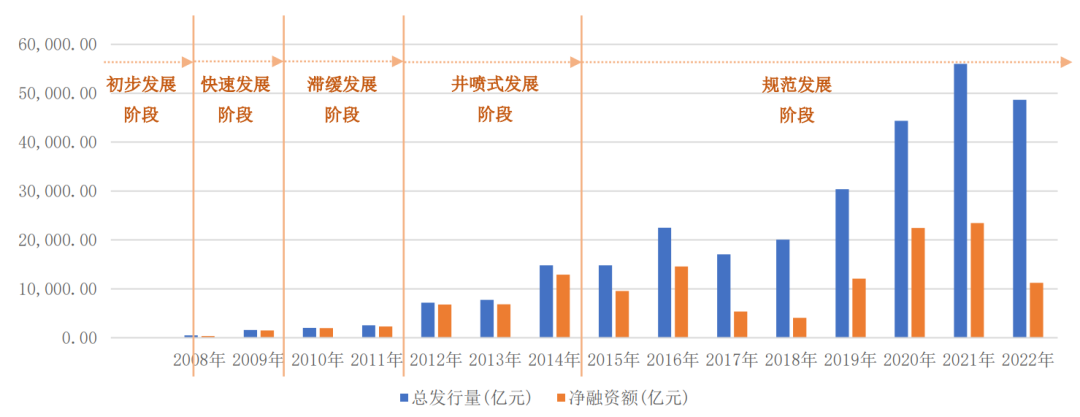 60,000.00
50,000.00
40,000.00
30,000.00
20,000.00
10,000.00
0.00
初步发展
阶段
快速发展
阶段
滞缓发展
阶段
井喷式发展
阶段
规范发展
阶段
2008年 2009年 2010年 2011年 2012年 2013年 2014年 2015年 2016年 2017年 2018年 2019年 2020年 2021年 2022年
总发行量(亿元) 净融资额(亿元)